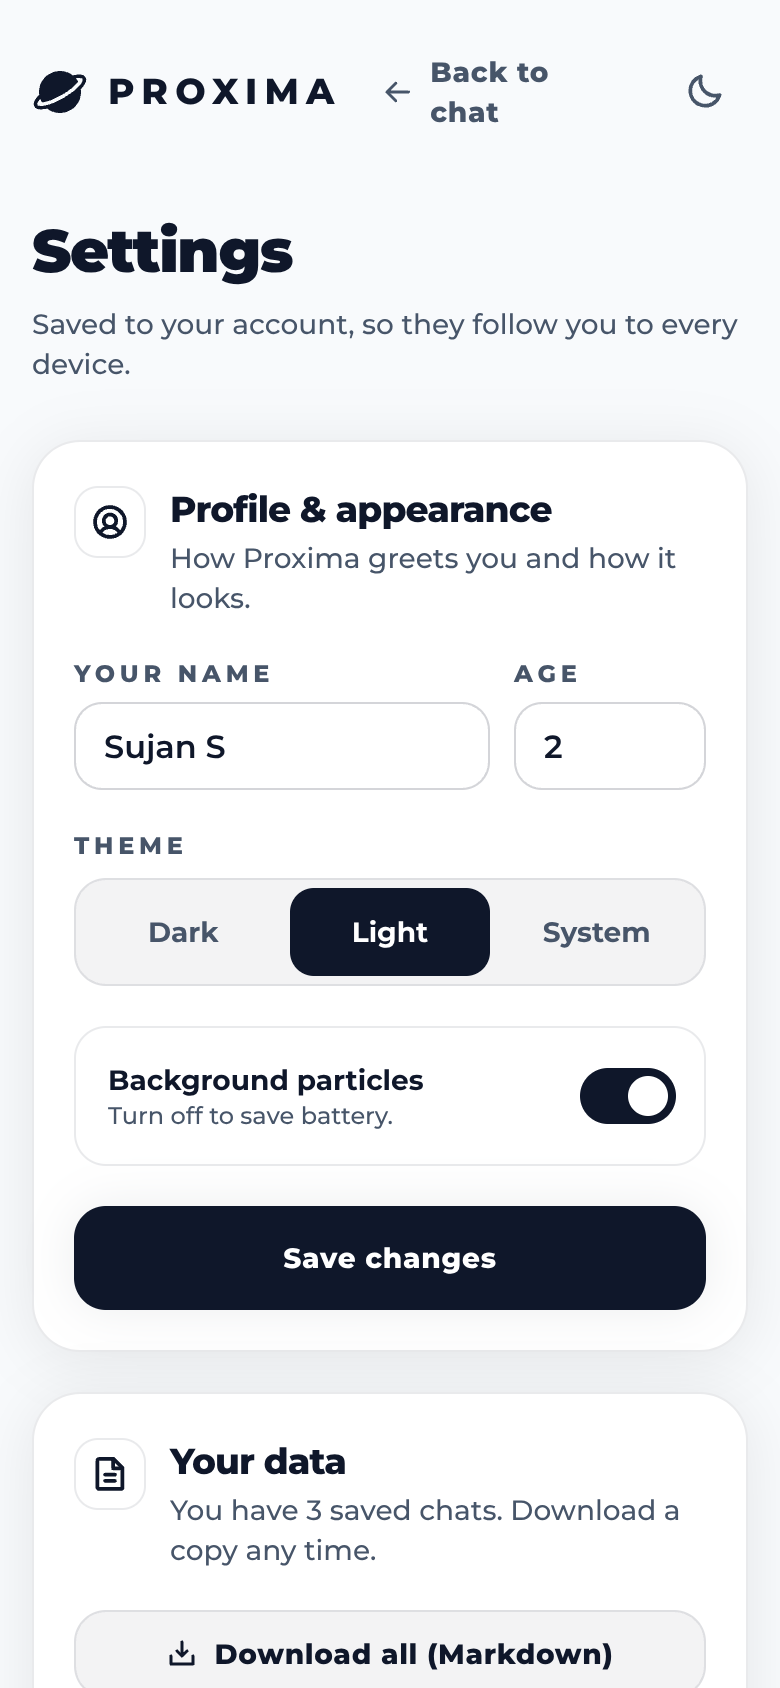 PROXIMA
Back to
chat
Settings
Saved to your account, so they follow you to every
device.
Profile & appearance
How Proxima greets you and how it
looks.
YOUR NAME
AGE
Sujan S
2
THEME
Dark
Light
System
Background particles
Turn off to save battery.
Save changes
Your data
You have 3 saved chats. Download a
copy any time.
Download all (Markdown)